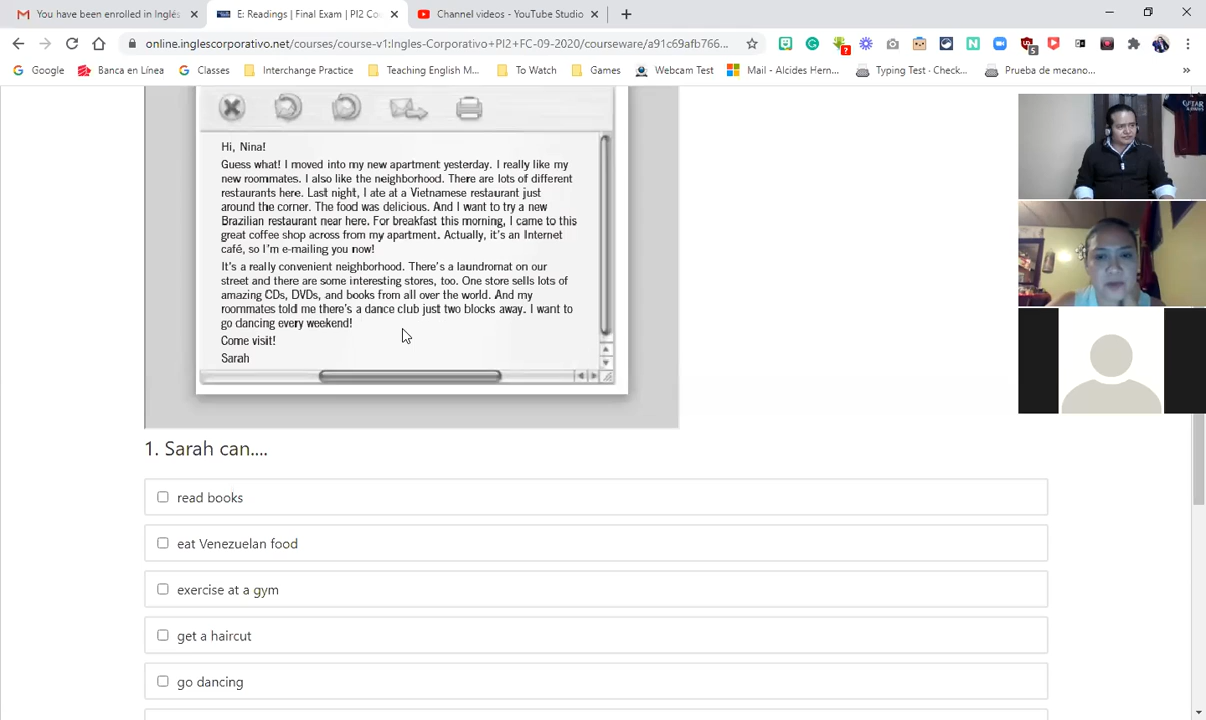 You have been enrolled in Inglés
E: Readings | Final Exam | PI2 Co
Channel videos - YouTube Studio
online.inglescorporativo.net/courses/course-v1:Ingles-Corporativo+PI2+FC-09-2020/courseware/a91c69afb766...
Google
Banca en Línea
Classes
Interchange Practice
Teaching English M...
To Watch
Games
Webcam Test
Mail - Alcides Hern...
Typing Test · Check...
Prueba de mecano...
Hi, Nina!
Guess what! I moved into my new apartment yesterday. I really like my
new roommates. I also like the neighborhood. There are lots of different
restaurants here. Last night, I ate at a Vietnamese restaurant just
around the corner. The food was delicious. And I want to try a new
Brazilian restaurant near here. For breakfast this morning, I came to this
great coffee shop across from my apartment. Actually, it's an Internet
café, so I'm e-mailing you now!
It's a really convenient neighborhood. There's a laundromat on our
street and there are some interesting stores, too. One store sells lots of
amazing CDs, DVDs, and books from all over the world. And my
roommates told me there's a dance club just two blocks away. I want to
go dancing every weekend!
Come visit!
Sarah
1. Sarah can....
read books
eat Venezuelan food
exercise at a gym
get a haircut
go dancing